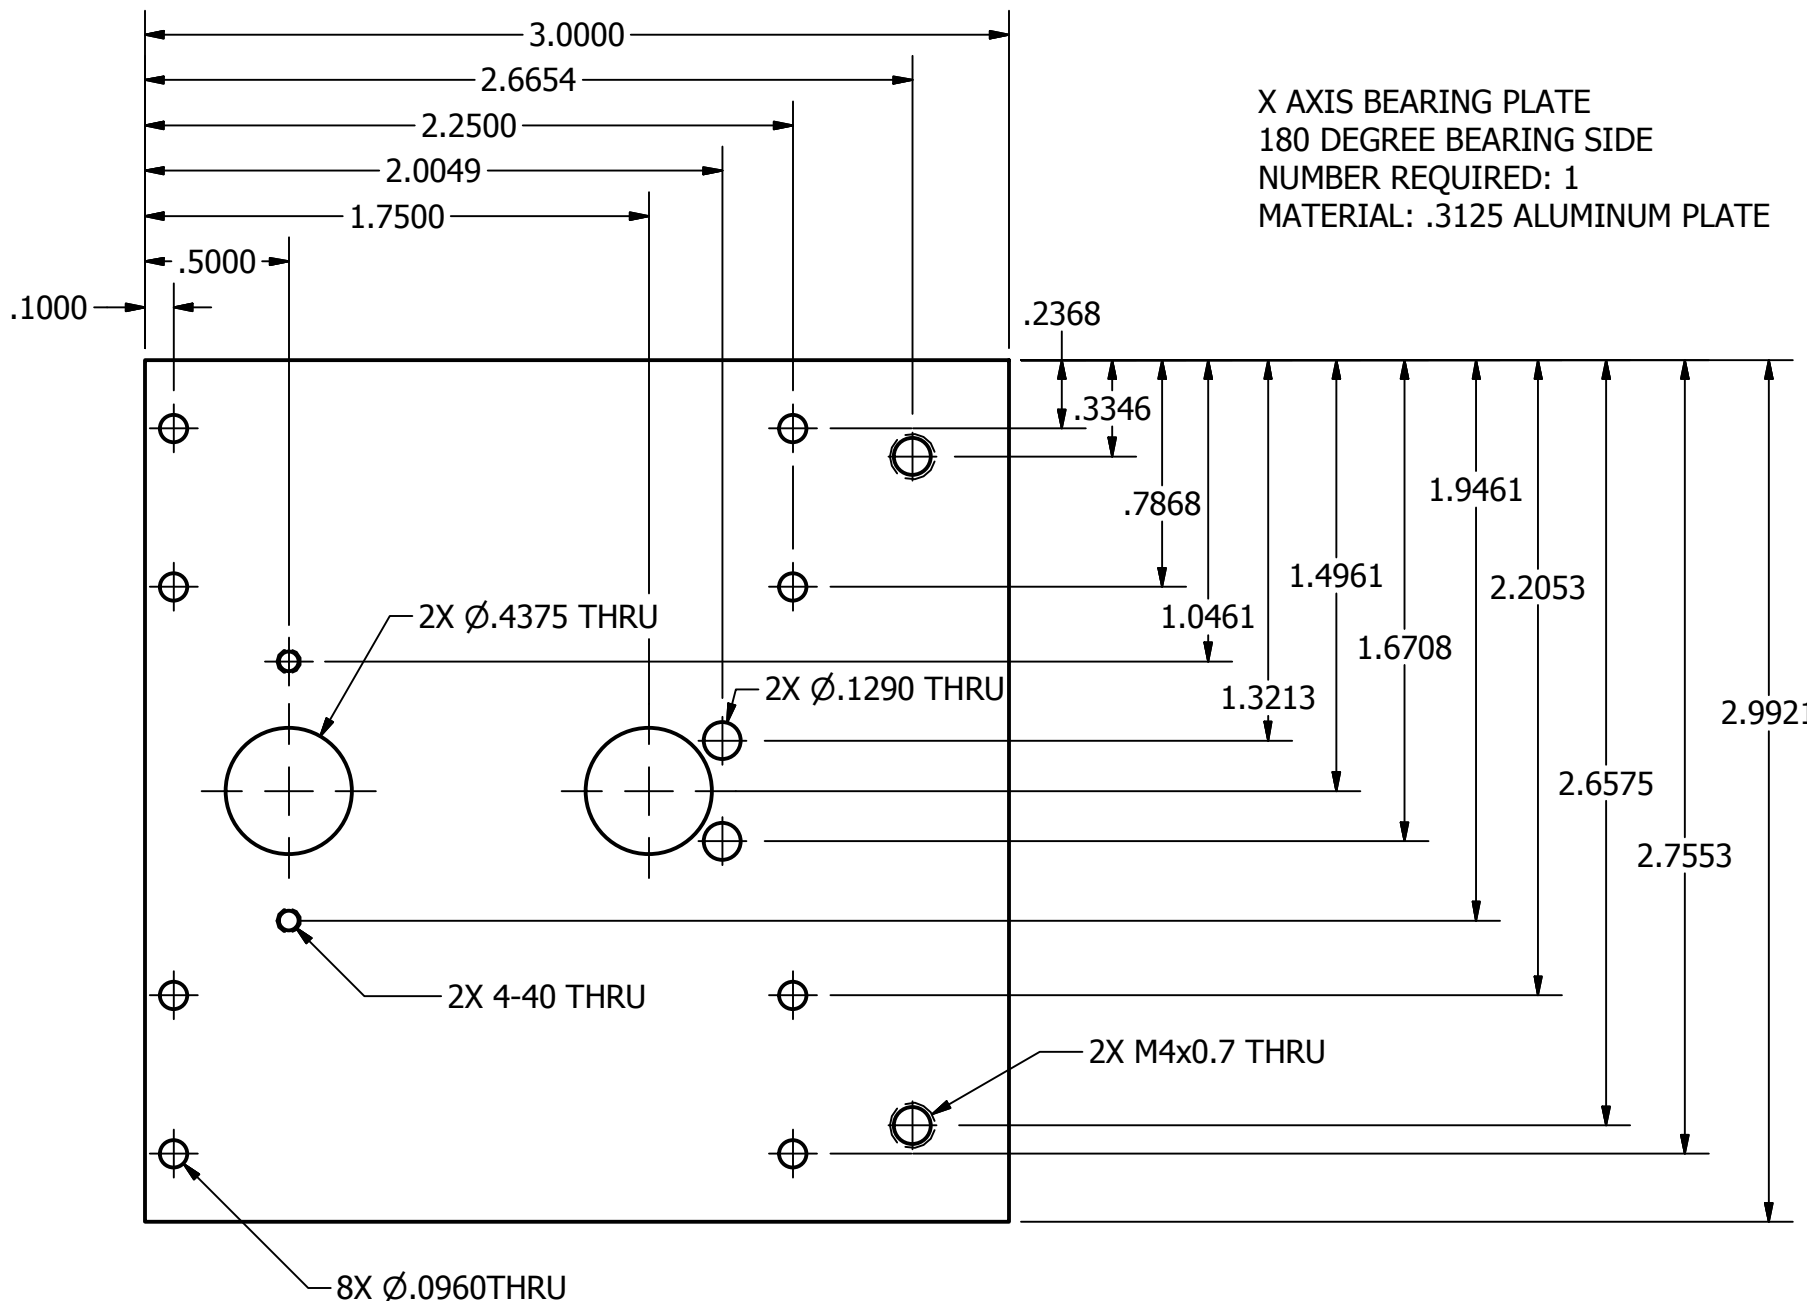 3.0000
2.6654
2.2500
2.0049
1.7500
.5000
.1000
X AXIS BEARING PLATE
180 DEGREE BEARING SIDE
NUMBER REQUIRED: 1
MATERIAL: .3125 ALUMINUM PLATE
.2368
.3346
.7868
1.0461
1.3213
1.4961
1.6708
1.9461
2.2053
2.6575
2.7553
2.9921
2X Ø.4375 THRU
2X Ø.1290 THRU
2X 4-40 THRU
2X M4x0.7 THRU
8X Ø.0960THRU